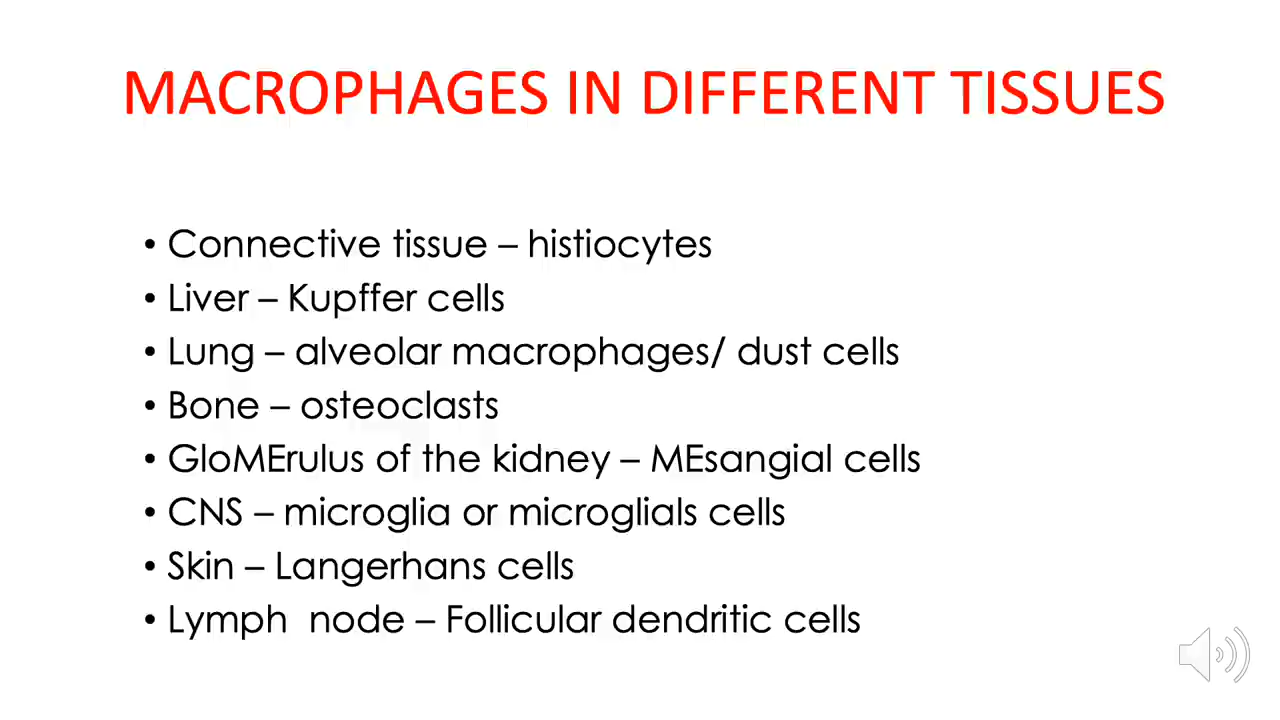 MACROPHAGES IN DIFFERENT TISSUES
• Connective tissue – histiocytes
• Liver – Kupffer cells
• Lung – alveolar macrophages/ dust cells
• Bone – osteoclasts
• GloMErulus of the kidney – MEsangial cells
• CNS – microglia or microglials cells
• Skin – Langerhans cells
• Lymph  node – Follicular dendritic cells